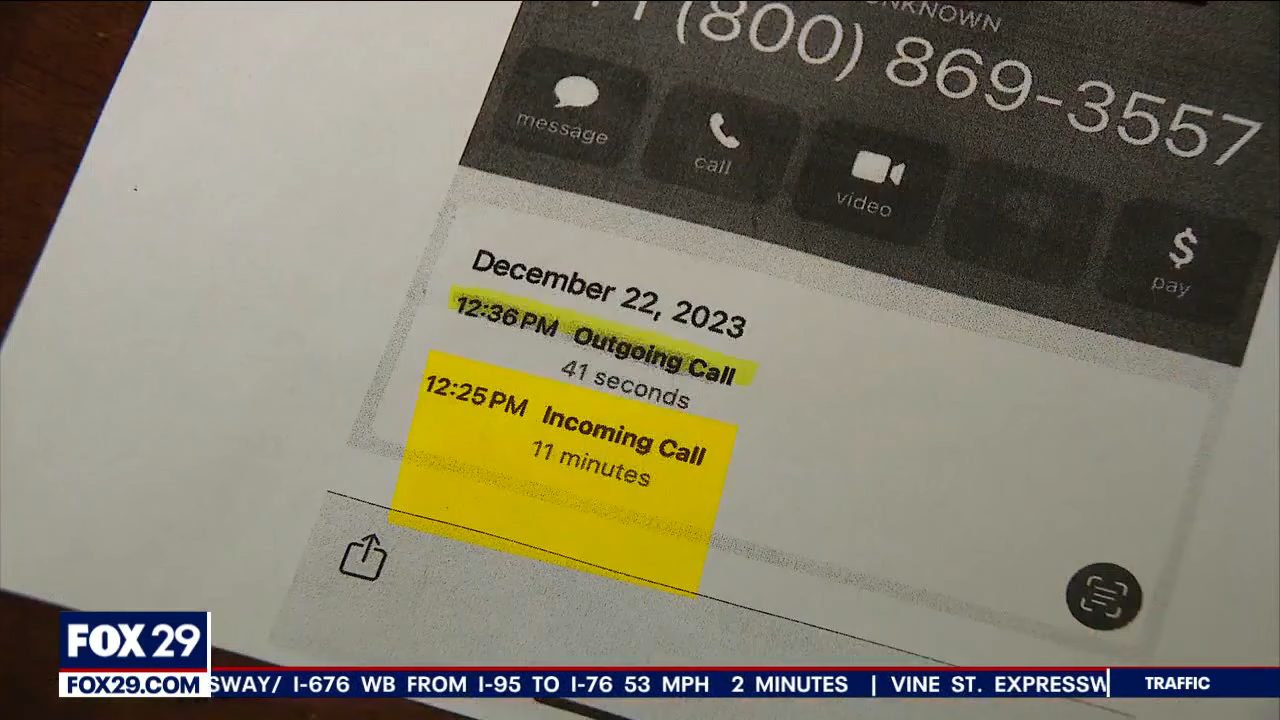 UNKNOWN
(800) 869-3557
message
call
video
pay
December 22, 2023
12:36 PM Outgoing Call
41 seconds
12:25 PM Incoming Call
11 minutes
FOX 29
FOX29.COM
SWAY/ I-676 WB FROM I-95 TO I-76 53 MPH 2 MINUTES | VINE ST. EXPRESSW
TRAFFIC